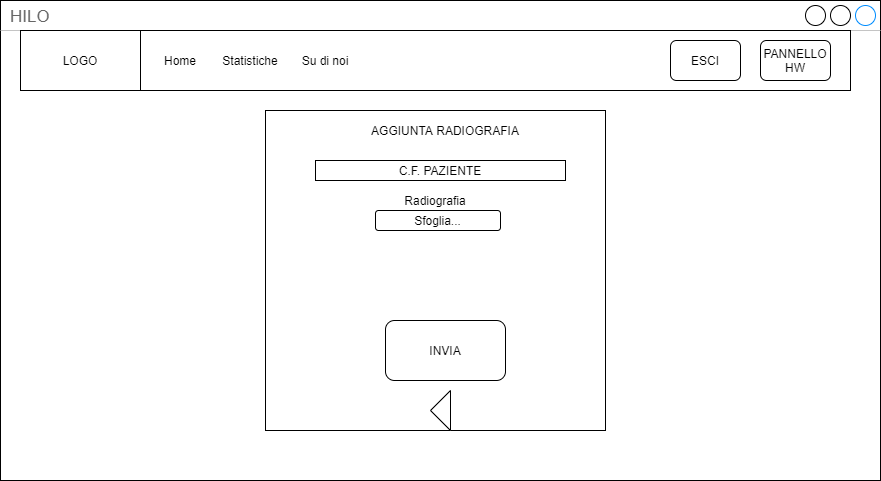 HILO
LOGO
Home
Statistiche
Su di noi
ESCI
PANNELLO
HW
AGGIUNTA RADIOGRAFIA
C.F. PAZIENTE
Radiografia
Sfoglia...
INVIA